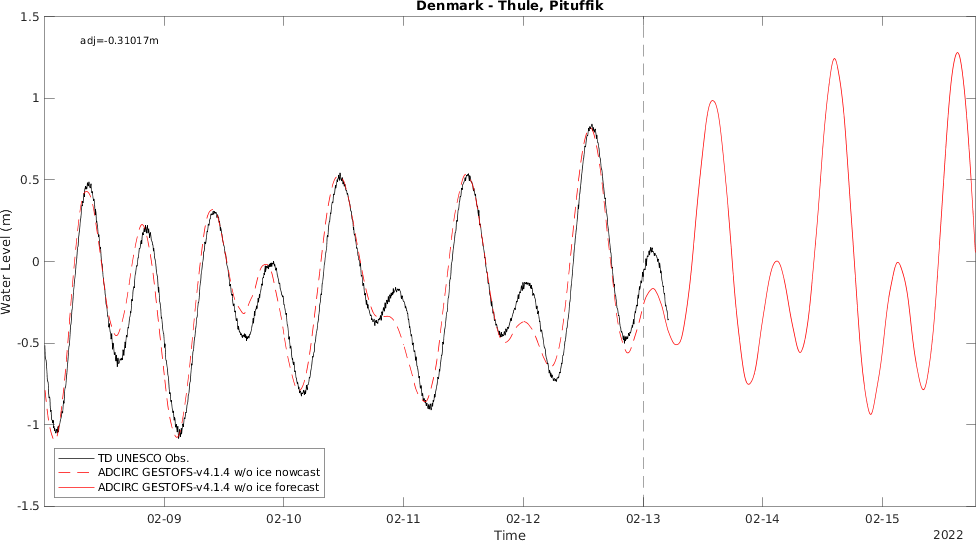 Denmark - Thule, Pituffik
adj=-0.31017m
1.5
1
0.5
0
-0.5
-1
-1.5
Water Level (m)
TD UNESCO Obs.
ADCIRC GESTOFS-v4.1.4 w/o ice nowcast
ADCIRC GESTOFS-v4.1.4 w/o ice forecast
02-09 02-10 02-11 02-12 02-13 02-14 02-15
Time
2022